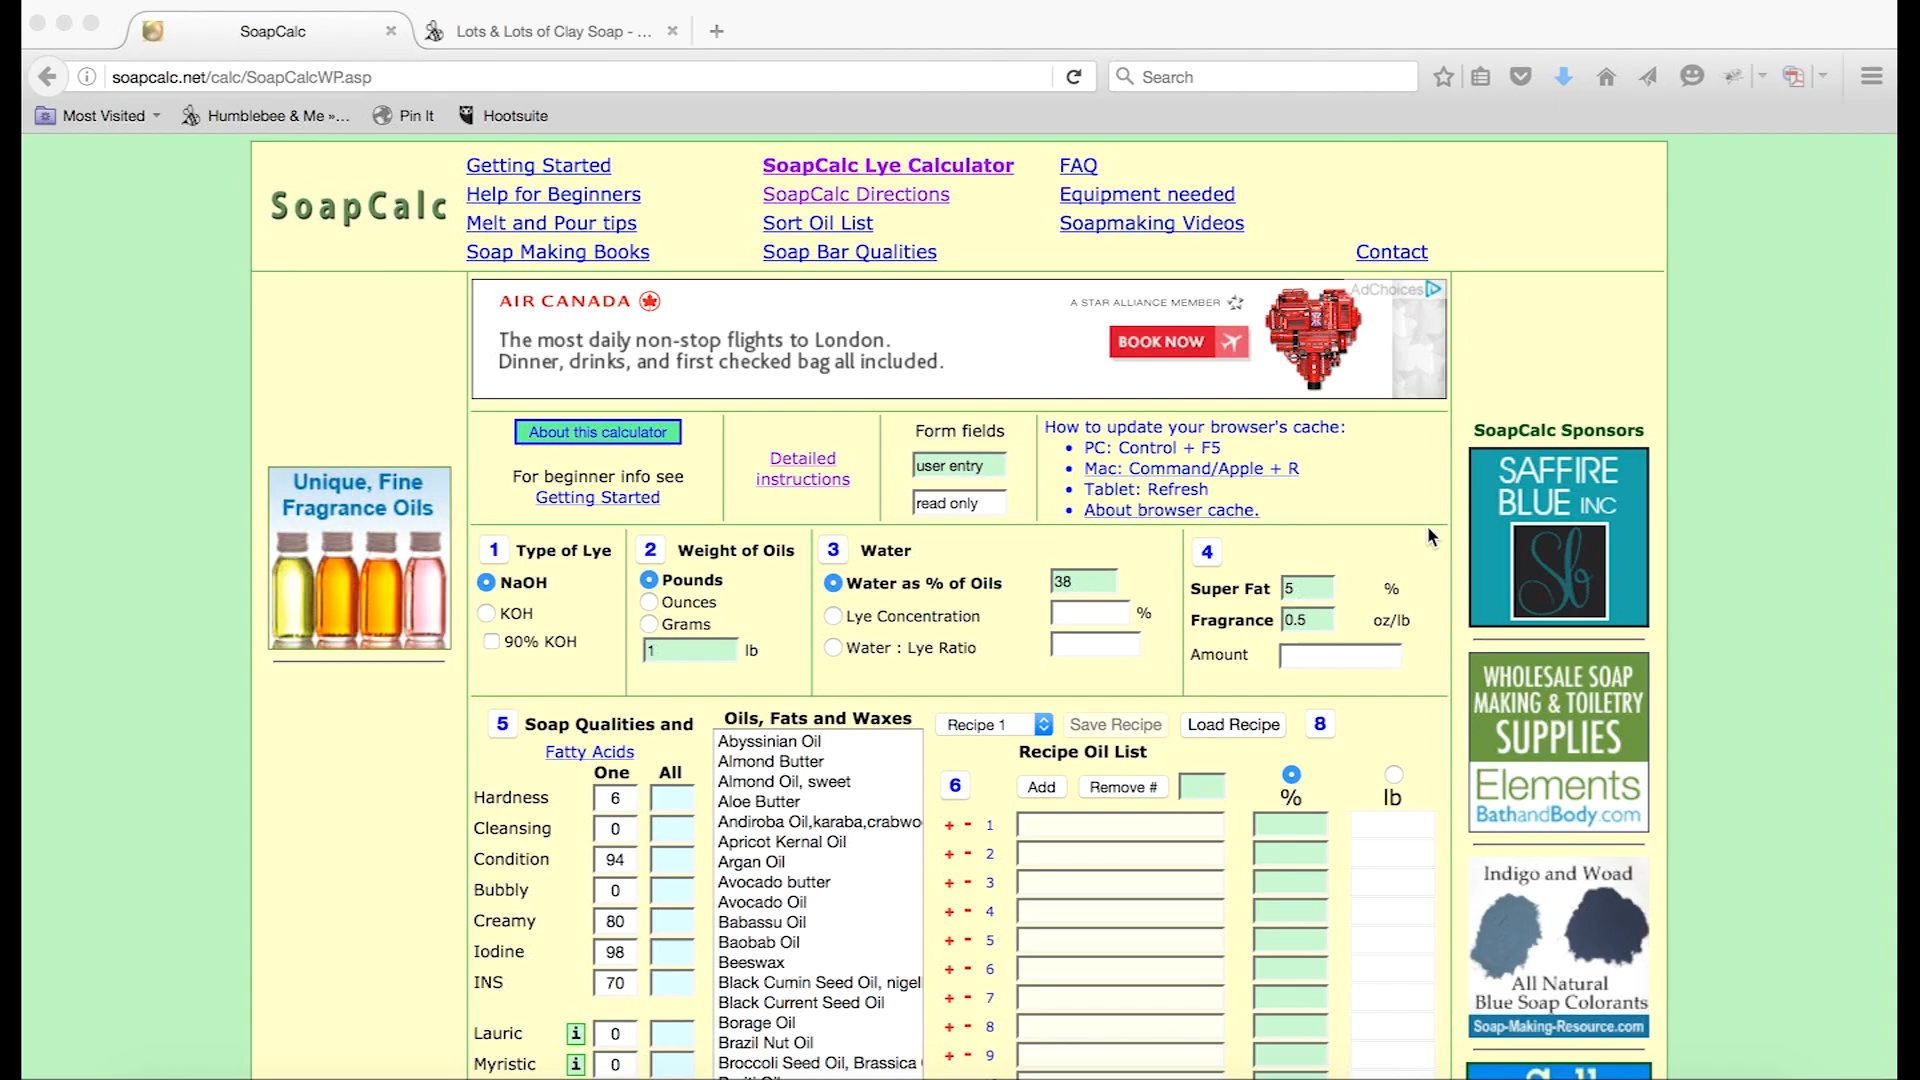 SoapCalc
Lots & Lots of Clay Soap - ...
soapcalc.net/calc/SoapCalcWP.asp
Search
Most Visited
Humblebee & Me »...
Pin It
Hootsuite
SoapCalc
Getting Started
SoapCalc Lye Calculator
FAQ
Help for Beginners
SoapCalc Directions
Equipment needed
Melt and Pour tips
Sort Oil List
Soapmaking Videos
Soap Making Books
Soap Bar Qualities
Contact
AIR CANADA
A STAR ALLIANCE MEMBER
AdChoices
The most daily non-stop flights to London.
Dinner, drinks, and first checked bag all included.
BOOK NOW
About this calculator
For beginner info see
Getting Started
Detailed
instructions
Form fields
user entry
read only
How to update your browser's cache:
• PC: Control + F5
• Mac: Command/Apple + R
• Tablet: Refresh
• About browser cache.
Unique, Fine
Fragrance Oils
SoapCalc Sponsors
SAFFIRE
BLUE INC
Sb
1 Type of Lye
NaOH
KOH
90% KOH
2 Weight of Oils
Pounds
Ounces
Grams
1 lb
3 Water
Water as % of Oils 38
Lye Concentration %
Water : Lye Ratio
4
Super Fat 5 %
Fragrance 0.5 oz/lb
Amount
WHOLESALE SOAP
MAKING & TOILETRY
SUPPLIES
Elements
BathandBody.com
5 Soap Qualities and
Fatty Acids
One All
Hardness 6
Cleansing 0
Condition 94
Bubbly 0
Creamy 80
Iodine 98
INS 70
Lauric i 0
Myristic i 0
Oils, Fats and Waxes
Abyssinian Oil
Almond Butter
Almond Oil, sweet
Aloe Butter
Andiroba Oil,karaba,crabwo
Apricot Kernal Oil
Argan Oil
Avocado butter
Avocado Oil
Babassu Oil
Baobab Oil
Beeswax
Black Cumin Seed Oil, nigel
Black Current Seed Oil
Borage Oil
Brazil Nut Oil
Broccoli Seed Oil, Brassica
Recipe 1
Save Recipe
Load Recipe
8
Recipe Oil List
6
Add
Remove #
% lb
+ - 1
+ - 2
+ - 3
+ - 4
+ - 5
+ - 6
+ - 7
+ - 8
+ - 9
Indigo and Woad
All Natural
Blue Soap Colorants
Soap-Making-Resource.com